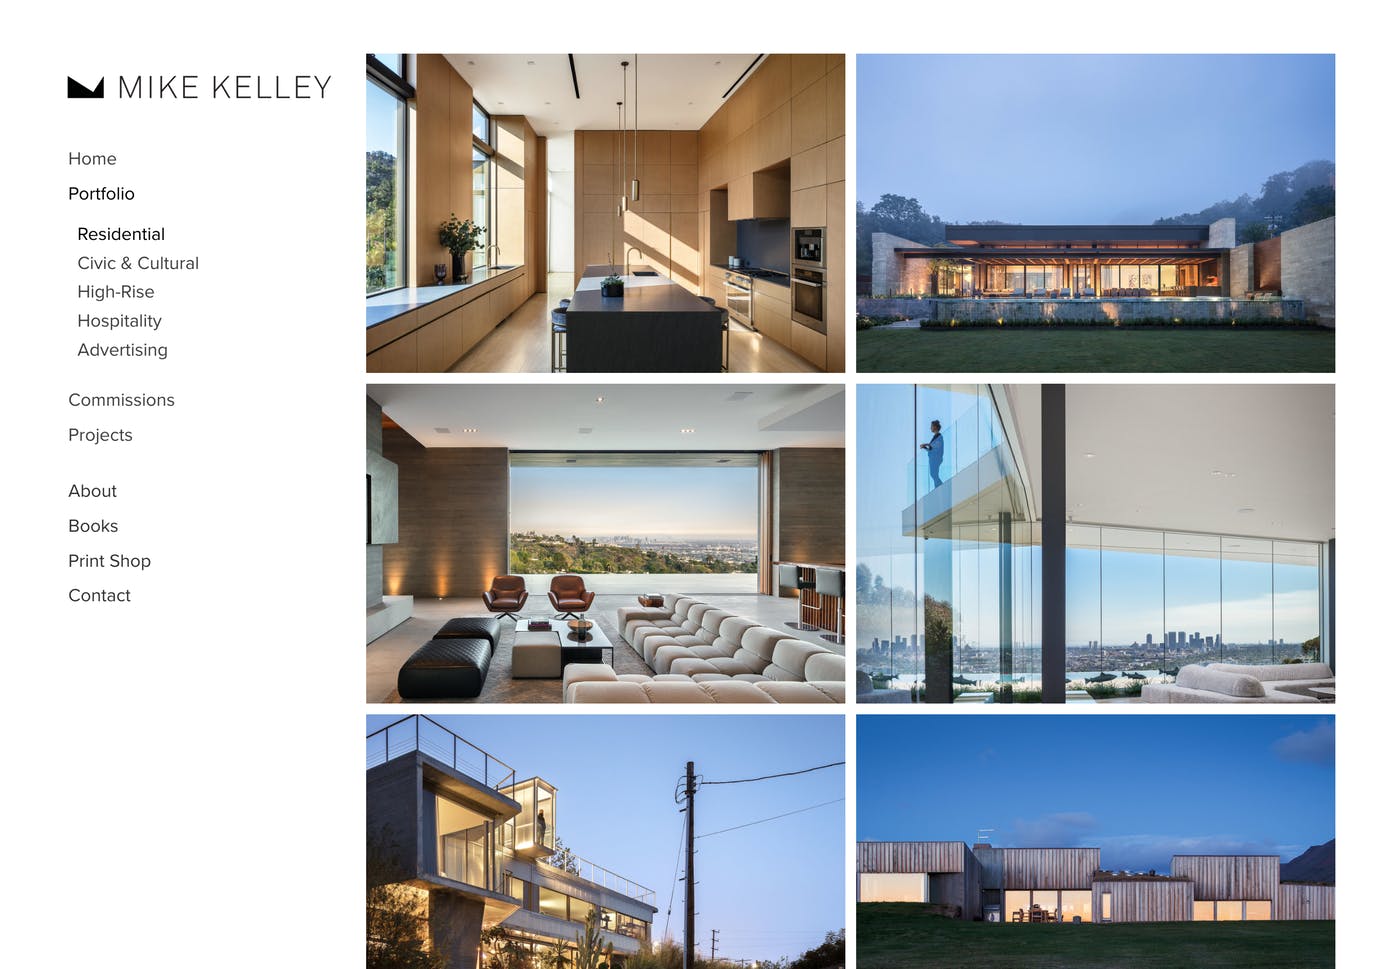 MIKE KELLEY
Home
Portfolio
Residential
Civic & Cultural
High-Rise
Hospitality
Advertising
Commissions
Projects
About
Books
Print Shop
Contact